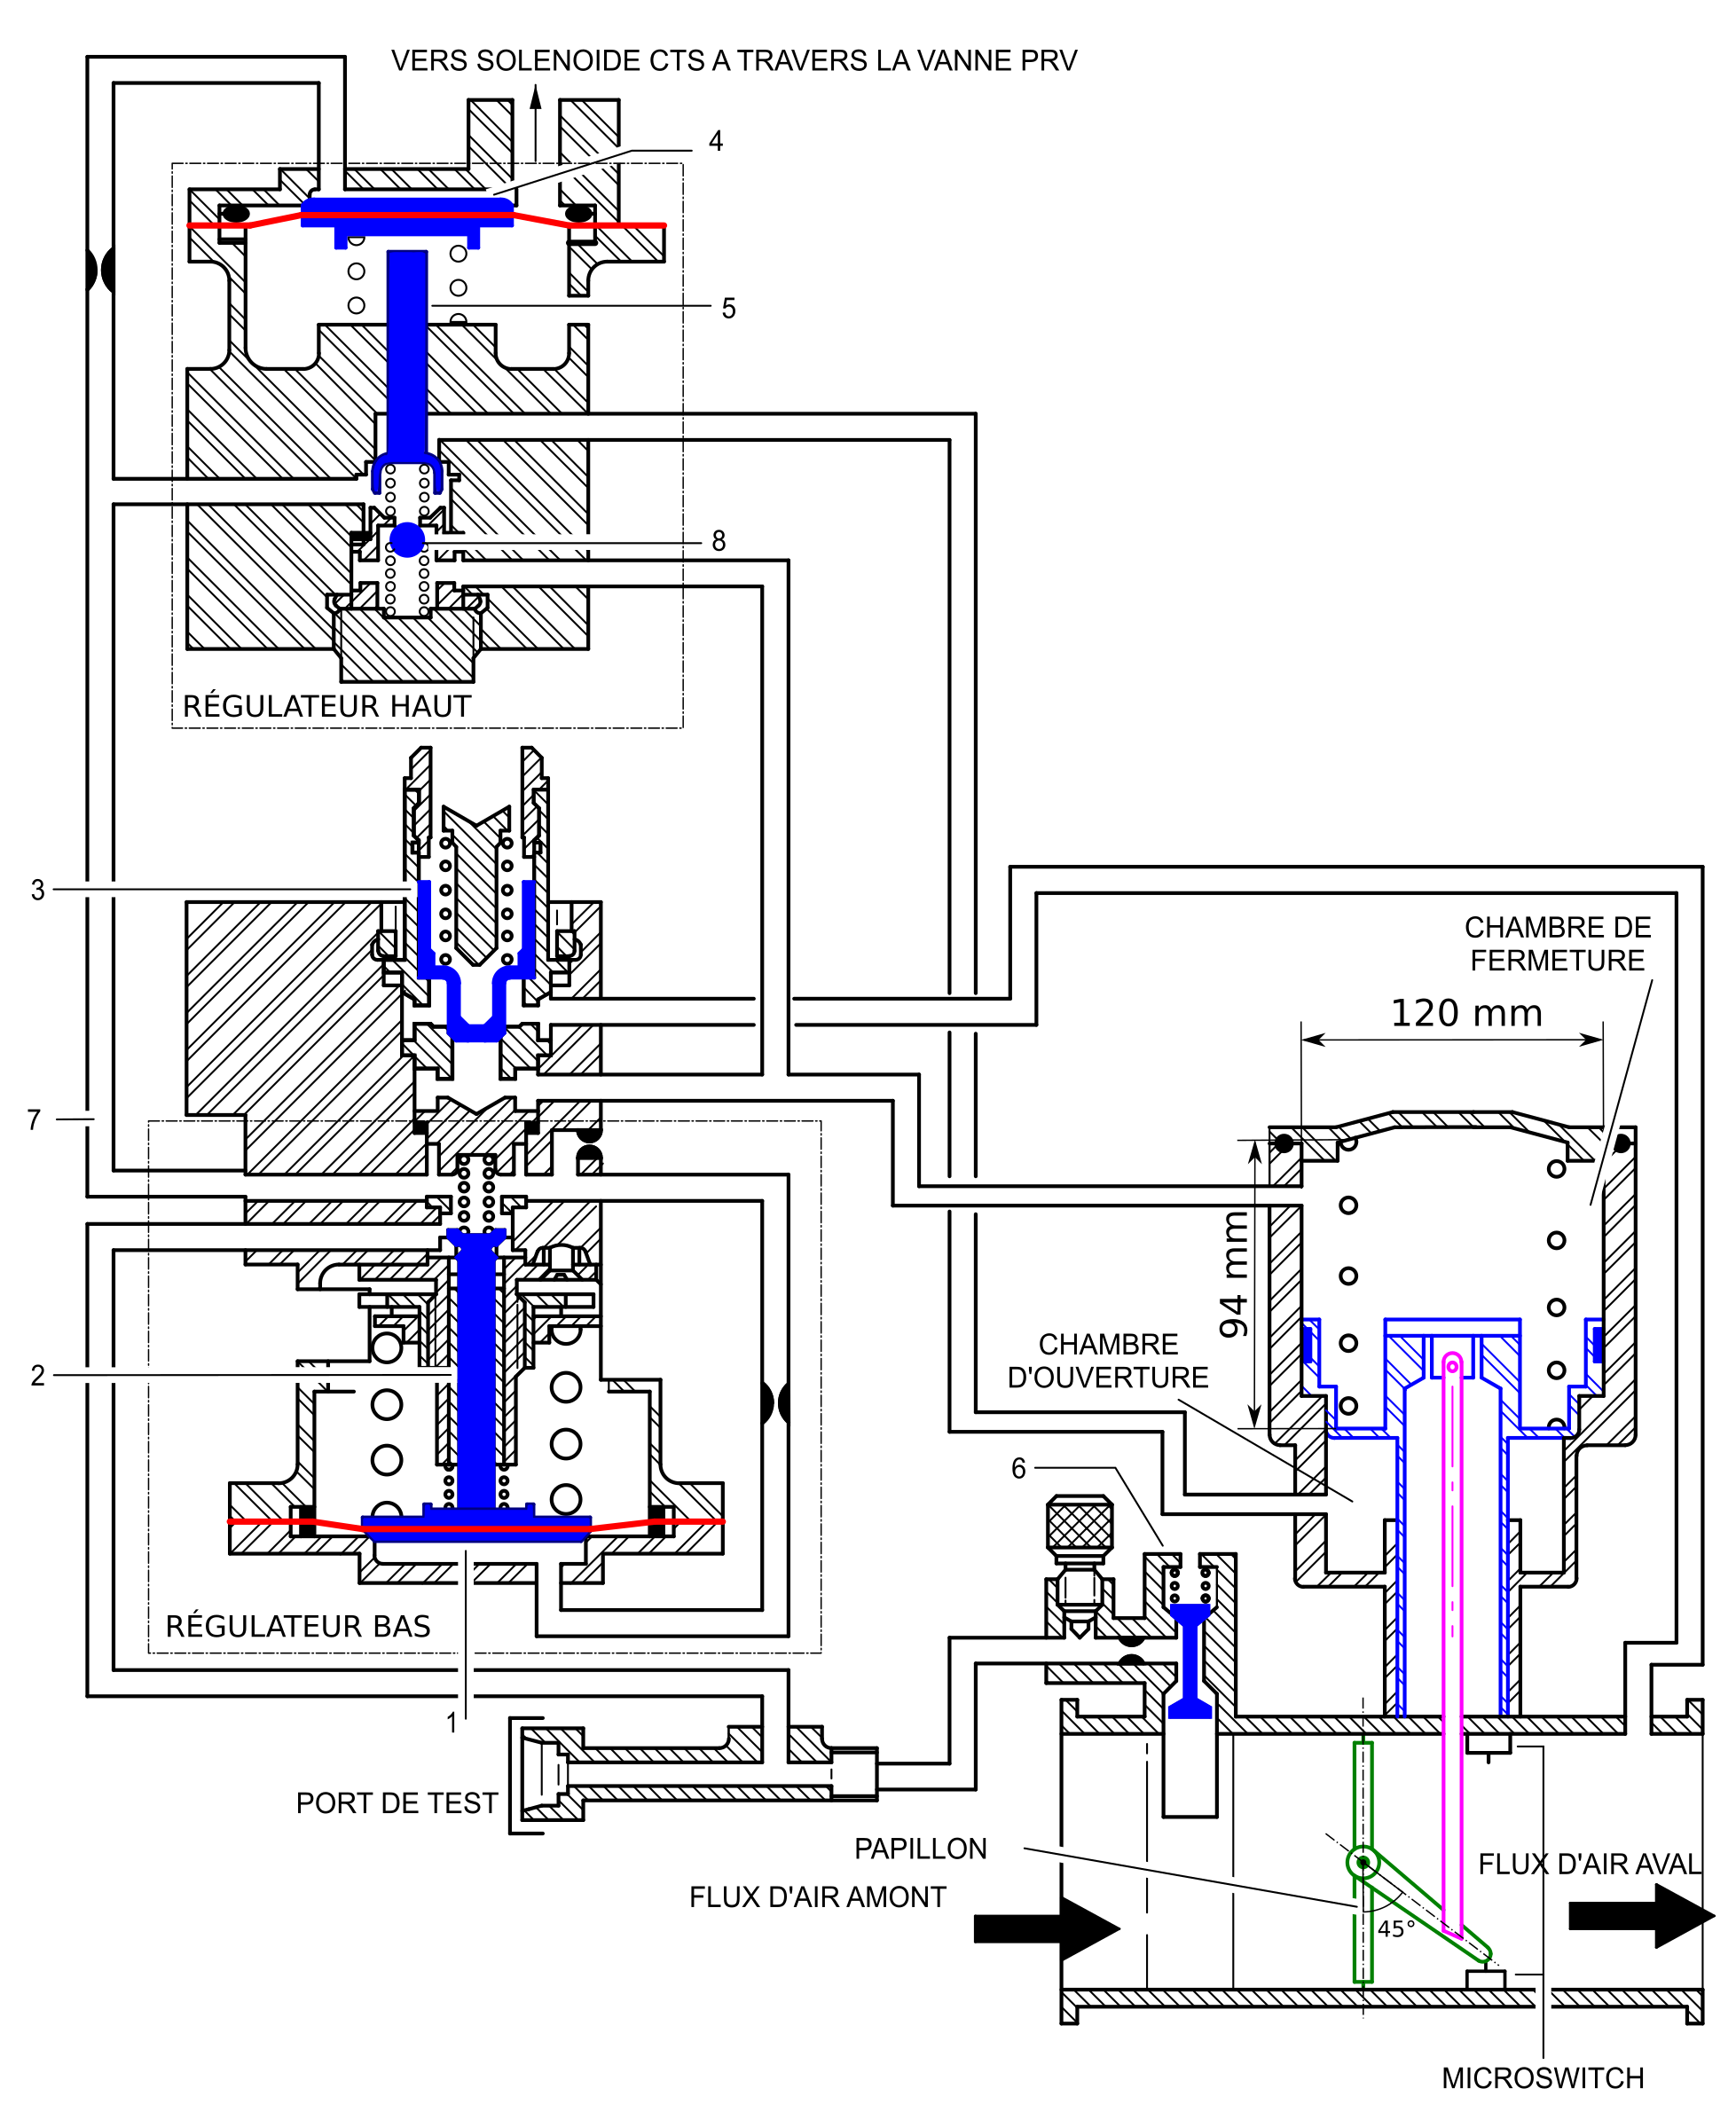 VERS SOLENOIDE CTS A TRAVERS LA VANNE PRV
4
5
8
RÉGULATEUR HAUT
3
CHAMBRE DE
FERMETURE
120 mm
7
94 mm
CHAMBRE
D'OUVERTURE
2
6
RÉGULATEUR BAS
1
PORT DE TEST
PAPILLON
FLUX D'AIR AVAL
FLUX D'AIR AMONT
45°
MICROSWITCH